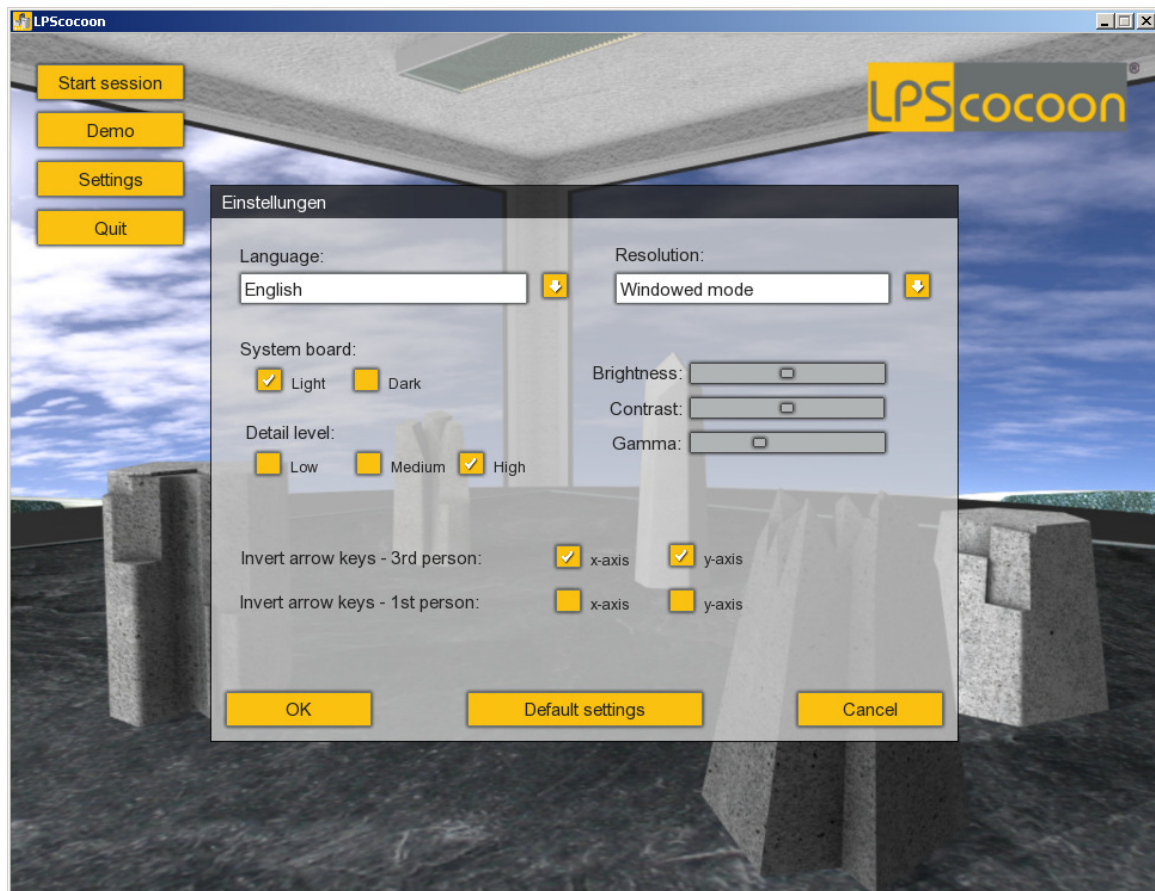 LPScocoon
Start session
Demo
Settings
Quit
LPScocoon®
Einstellungen
Language:
English
Resolution:
Windowed mode
System board:
Light Dark
Detail level:
Low Medium High
Brightness:
Contrast:
Gamma:
Invert arrow keys - 3rd person: x-axis y-axis
Invert arrow keys - 1st person: x-axis y-axis
OK Default settings Cancel